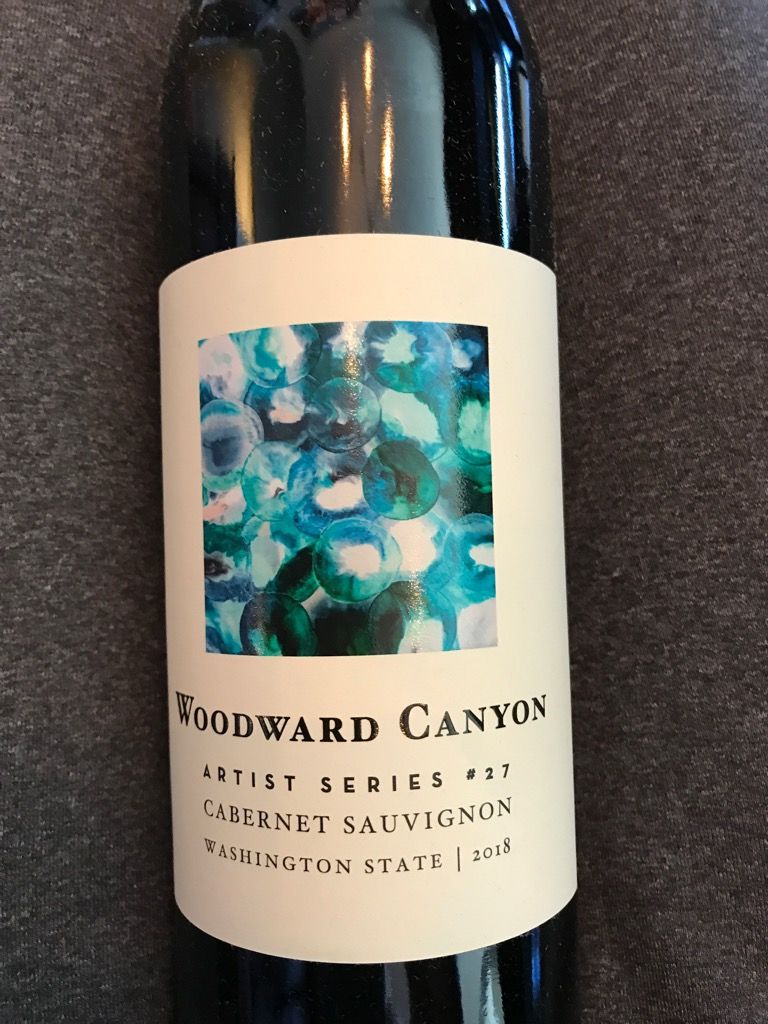 WOODWARD CANYON
ARTIST SERIES #27
CABERNET SAUVIGNON
WASHINGTON STATE | 2018